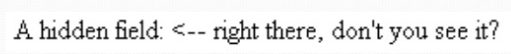 A hidden field: <-- right there, don't you see it?